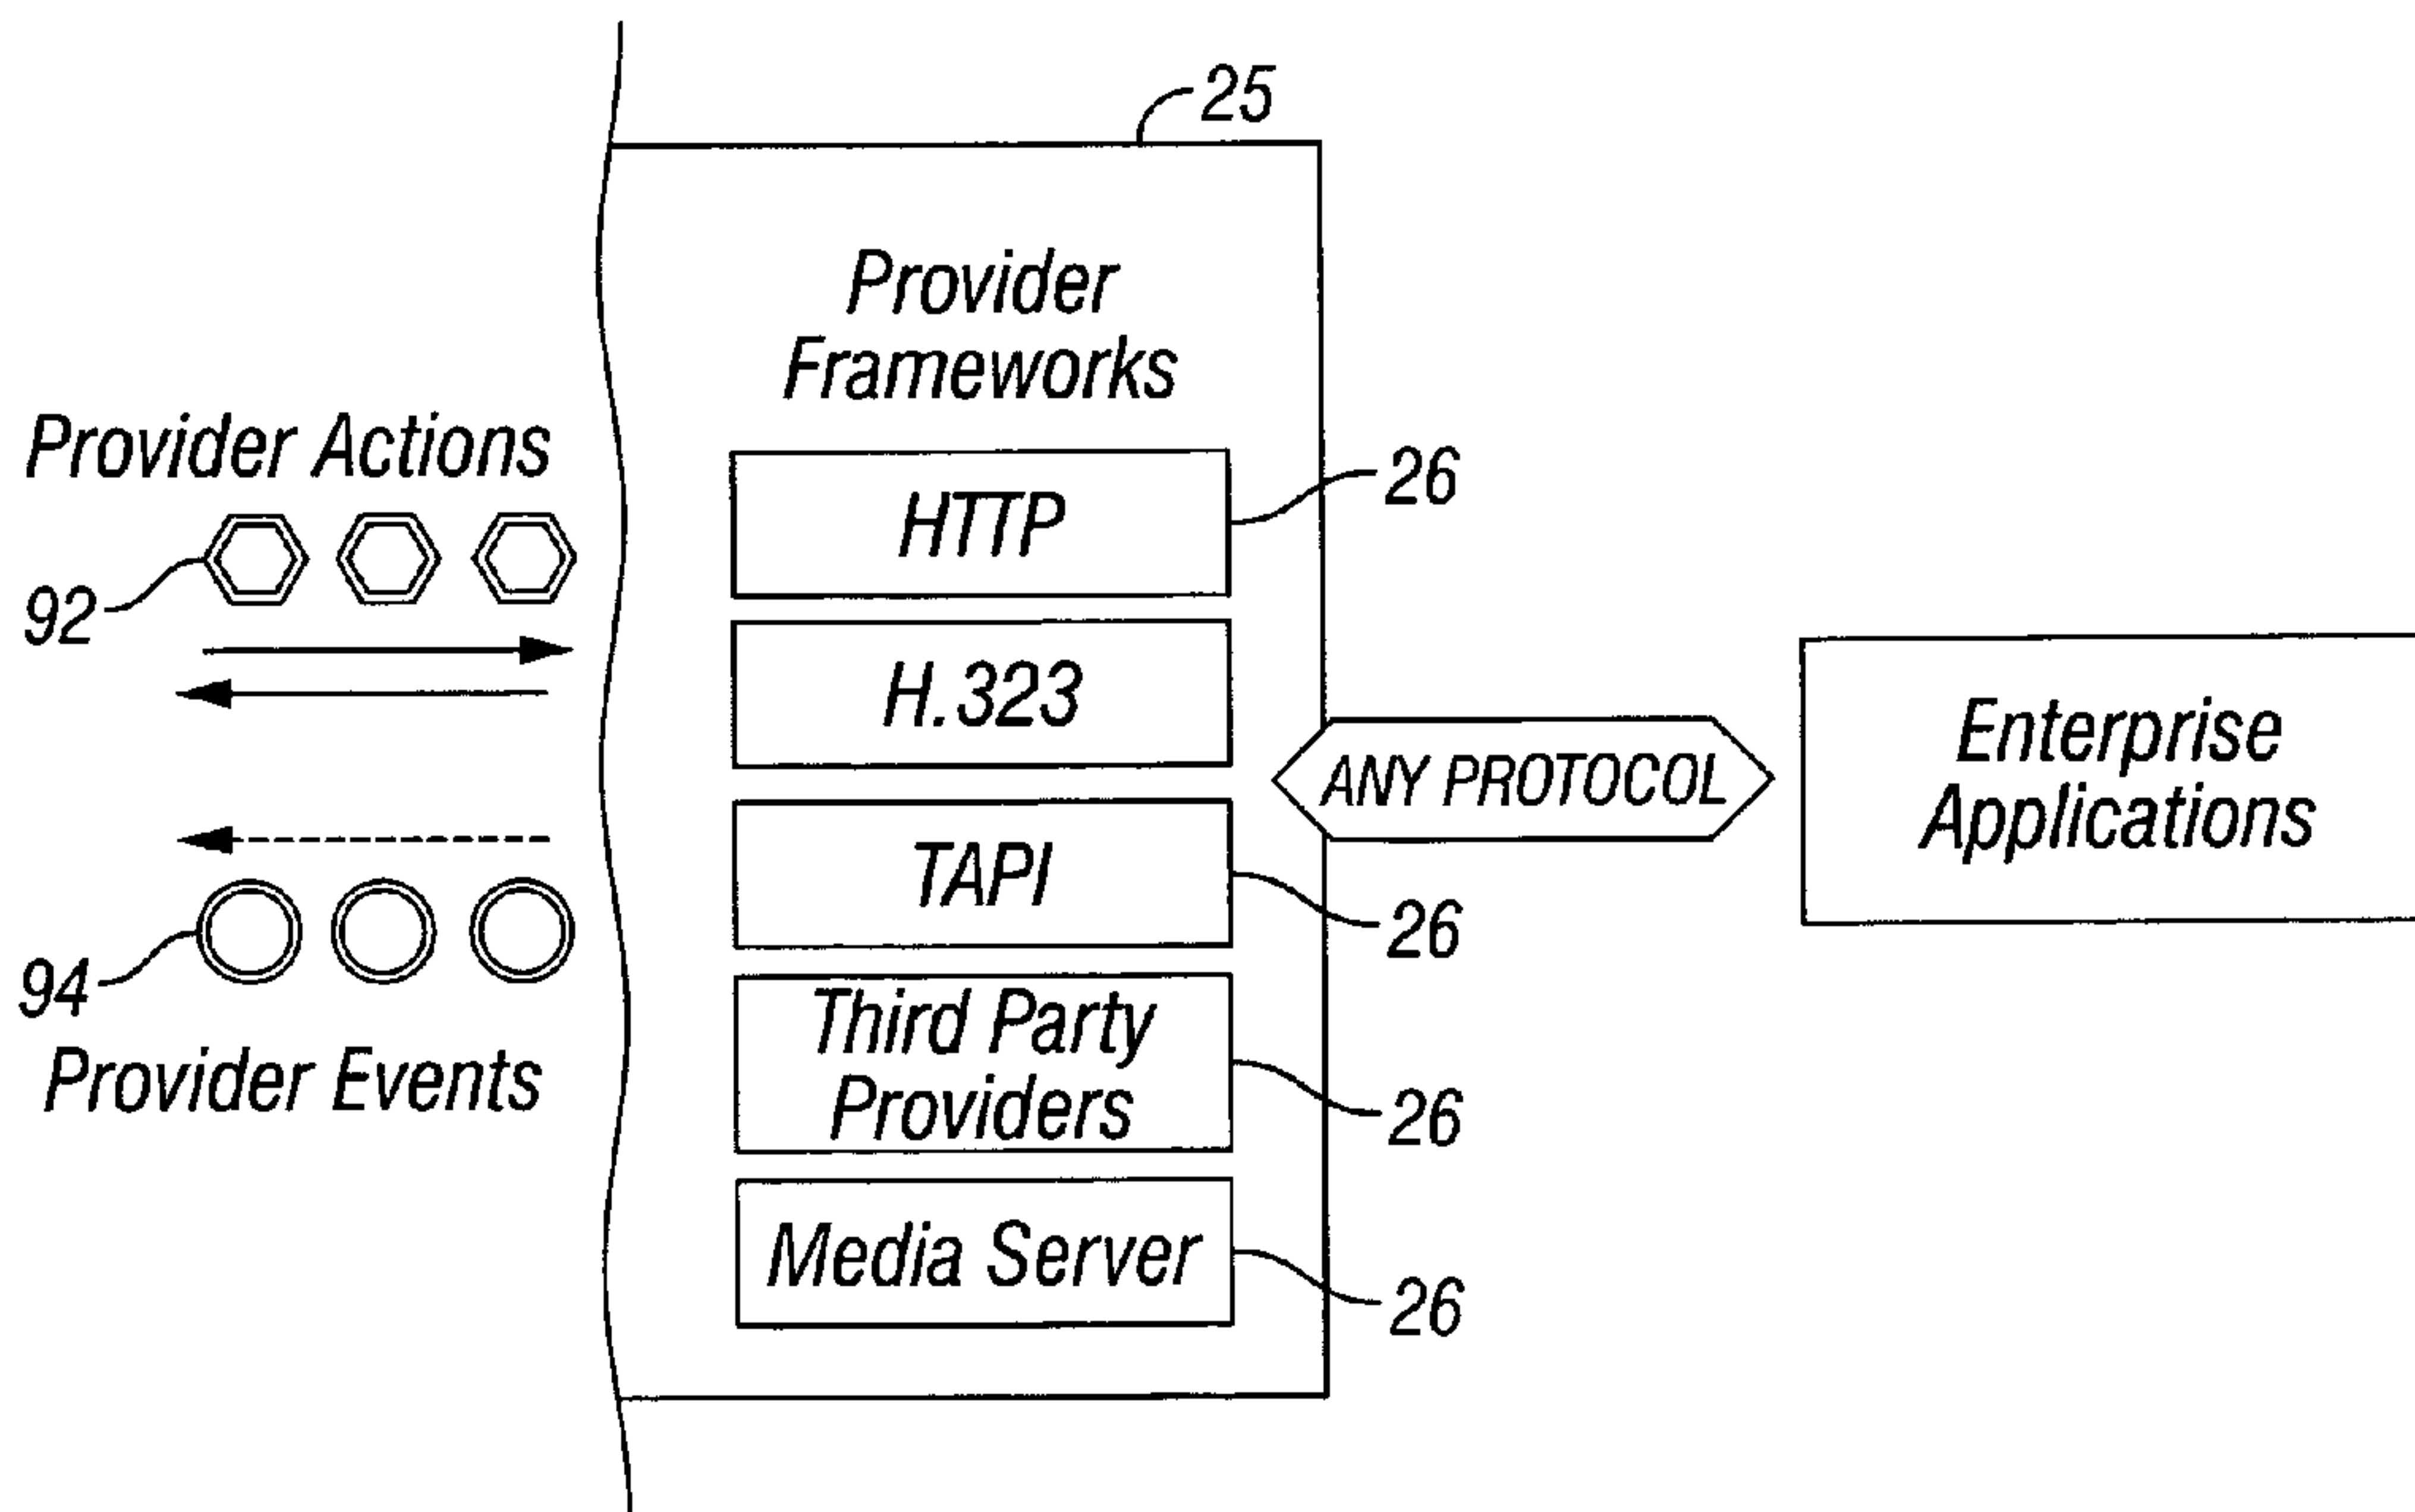 25
Provider
Frameworks
Provider Actions
HTTP
26
92
H.323
ANY PROTOCOL
Enterprise
Applications
TAPI
26
94
Provider Events
Third Party
Providers
26
Media Server
26